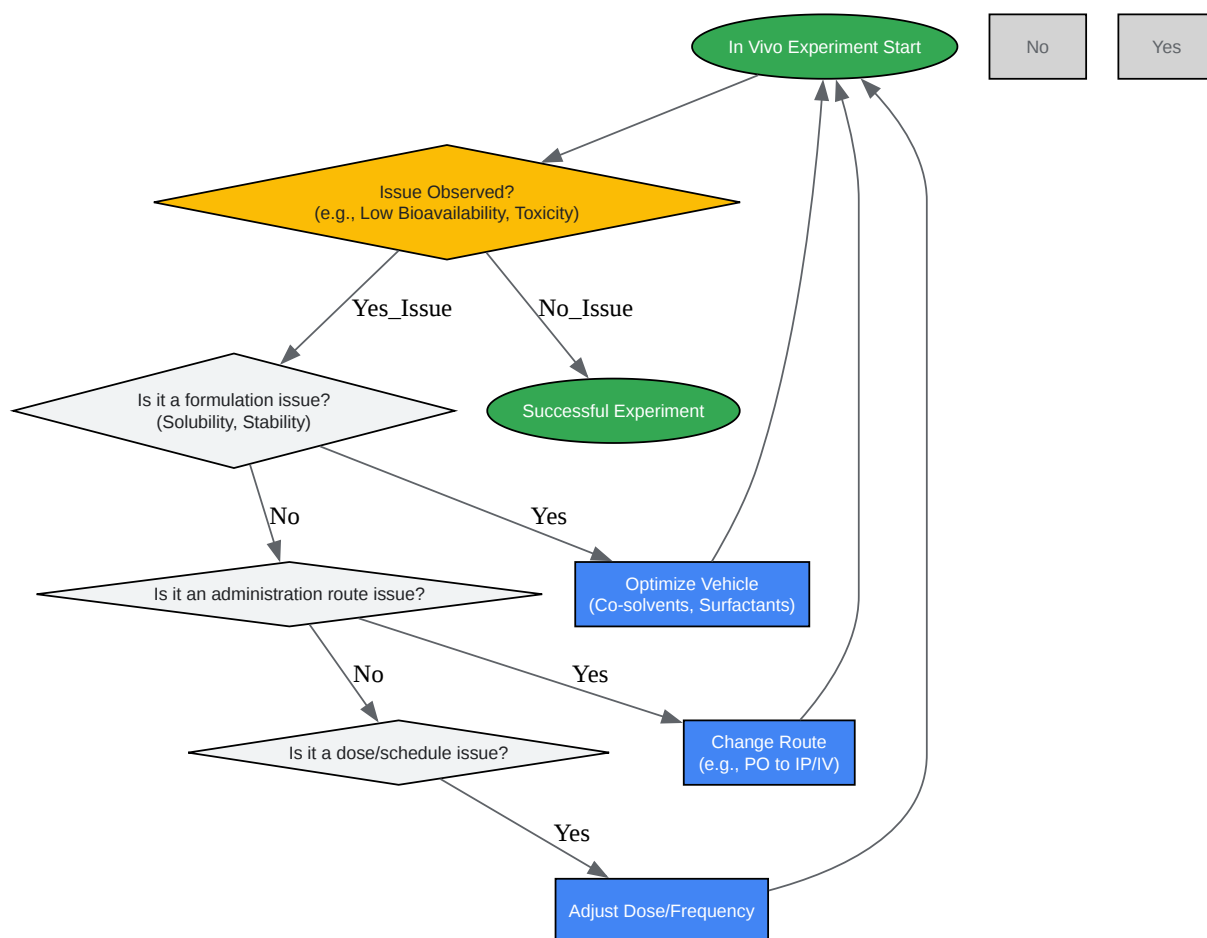 In Vivo Experiment Start
No
Yes
Issue Observed?
(e.g., Low Bioavailability, Toxicity)
Yes_Issue
No_Issue
Is it a formulation issue?
(Solubility, Stability)
Successful Experiment
No
Yes
Is it an administration route issue?
Optimize Vehicle
(Co-solvents, Surfactants)
No
Yes
Is it a dose/schedule issue?
Change Route
(e.g., PO to IP/IV)
Yes
Adjust Dose/Frequency